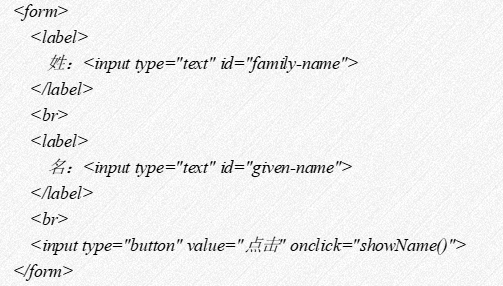 <form>
<label>
姓：<input type="text" id="family-name">
</label>
<br>
<label>
名：<input type="text" id="given-name">
</label>
<br>
<input type="button" value="点击" onclick="showName()">
</form>